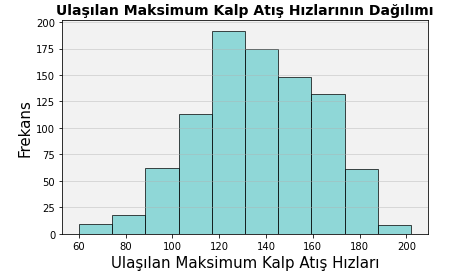 Ulaşılan Maksimum Kalp Atış Hızlarının Dağılımı
200
175
150
125
100
75
50
25
0
Frekans
60 80 100 120 140 160 180 200
Ulaşılan Maksimum Kalp Atış Hızları